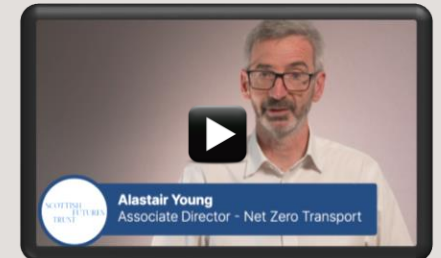 SCOTTISH
FUTURES
TRUST
Alastair Young
Associate Director - Net Zero Transport